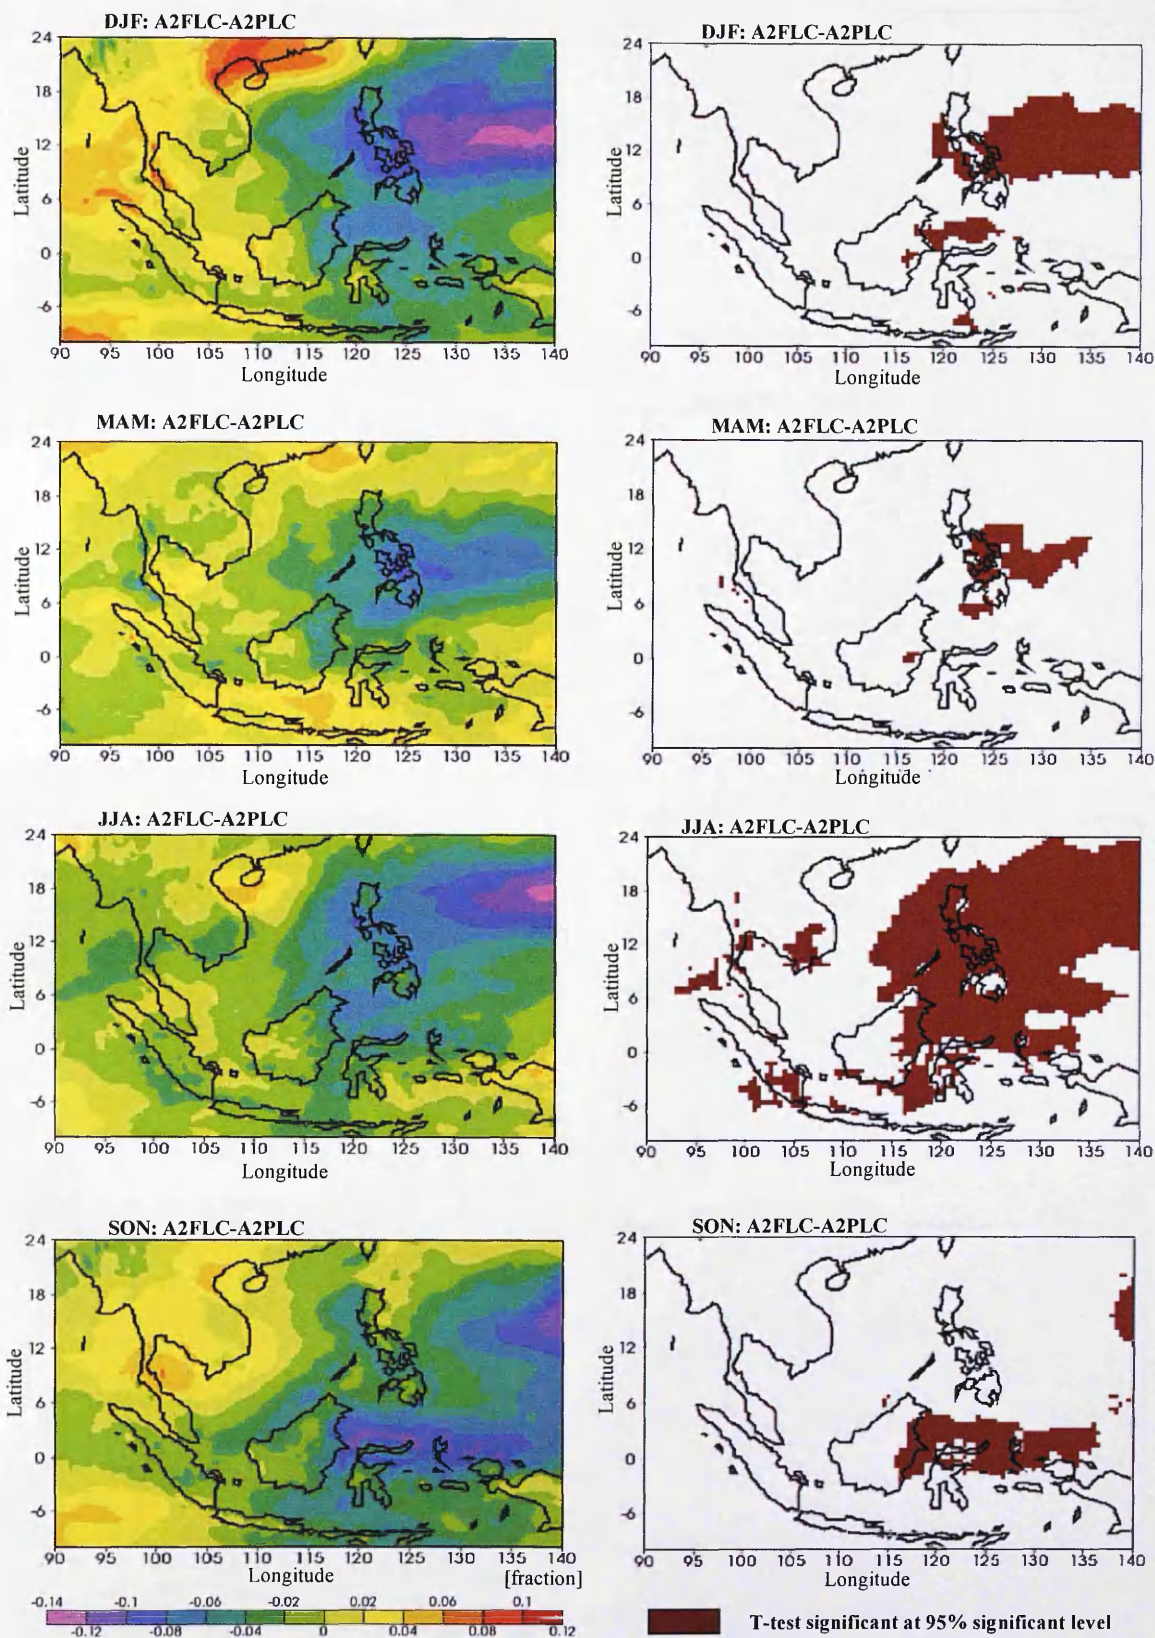 DJF: A2FLC-A2PLC
24
18
12
6
0
-6
Latitude
90 95 100 105 110 115 120 125 130 135 140
Longitude
DJF: A2FLC-A2PLC
24
18
12
6
0
-6
Latitude
90 95 100 105 110 115 120 125 130 135 140
Longitude
MAM: A2FLC-A2PLC
24
18
12
6
0
-6
Latitude
90 95 100 105 110 115 120 125 130 135 140
Longitude
MAM: A2FLC-A2PLC
24
18
12
6
0
-6
Latitude
90 95 100 105 110 115 120 125 130 135 140
Longitude
JJA: A2FLC-A2PLC
24
18
12
6
0
-6
Latitude
90 95 100 105 110 115 120 125 130 135 140
Longitude
JJA: A2FLC-A2PLC
24
18
12
6
0
-6
Latitude
90 95 100 105 110 115 120 125 130 135 140
Longitude
SON: A2FLC-A2PLC
24
18
12
6
0
-6
Latitude
90 95 100 105 110 115 120 125 130 135 140
Longitude
[fraction]
SON: A2FLC-A2PLC
24
18
12
6
0
-6
Latitude
90 95 100 105 110 115 120 125 130 135 140
Longitude
-0.14 -0.1 -0.06 -0.02 0.02 0.06 0.1
-0.12 -0.08 -0.04 0 0.04 0.08 0.12
T-test significant at 95% significant level